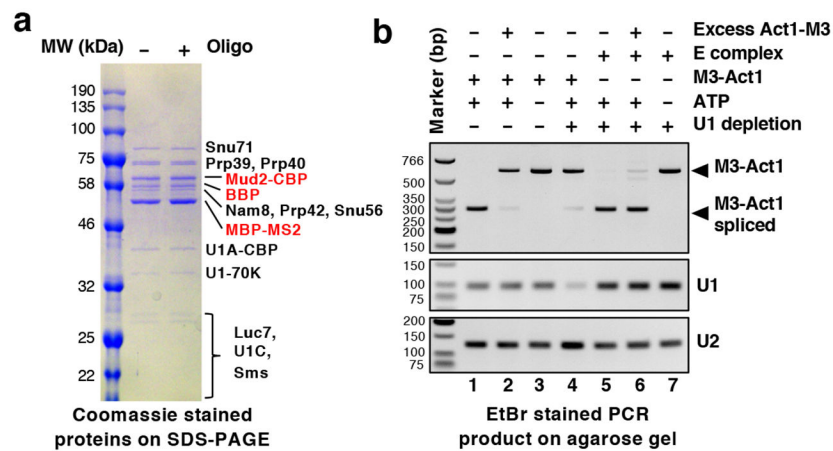 a
MW (kDa) – + Oligo
190
135
100
75
58
46
32
25
22
Snu71
Prp39, Prp40
Mud2-CBP
BBP
Nam8, Prp42, Snu56
MBP-MS2
U1A-CBP
U1-70K
Luc7,
U1C,
Sms
Coomassie stained
proteins on SDS-PAGE
b
Marker (bp)
– + – – – + – Excess Act1-M3
– – – – + + + E complex
+ + + + – – – M3-Act1
+ + – + + + – ATP
– – – + + + + U1 depletion
766
500
350
300
250
200
150
M3-Act1
M3-Act1
spliced
150
100
75
U1
200
150
100
75
U2
1 2 3 4 5 6 7
EtBr stained PCR
product on agarose gel